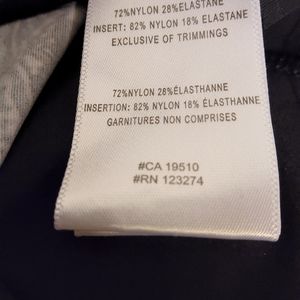 72%NYLON 28%ELASTANE
INSERT: 82% NYLON 18% ELASTANE
EXCLUSIVE OF TRIMMINGS
72%NYLON 28%ÉLASTHANNE
INSERTION: 82% NYLON 18% ÉLASTHANNE
GARNITURES NON COMPRISES
#CA 19510
#RN 123274